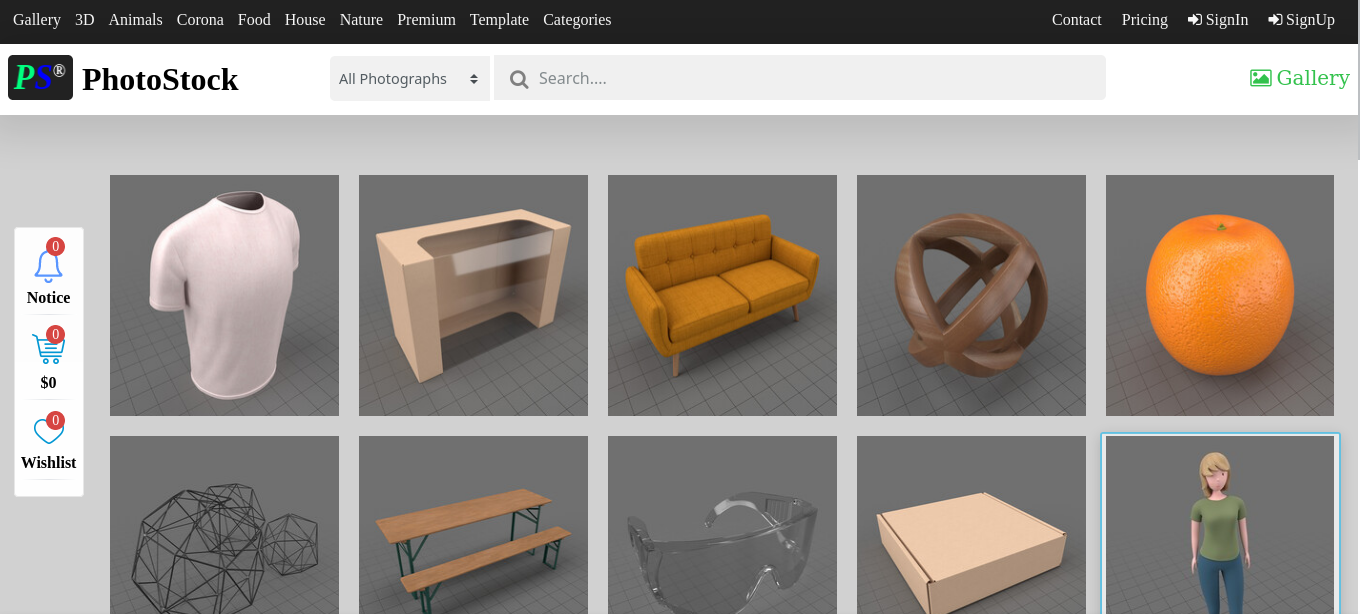 Gallery 3D Animals Corona Food House Nature Premium Template Categories Contact Pricing SignIn SignUp
PS® PhotoStock All Photographs Search.... Gallery
0
Notice
0
$0
0
Wishlist